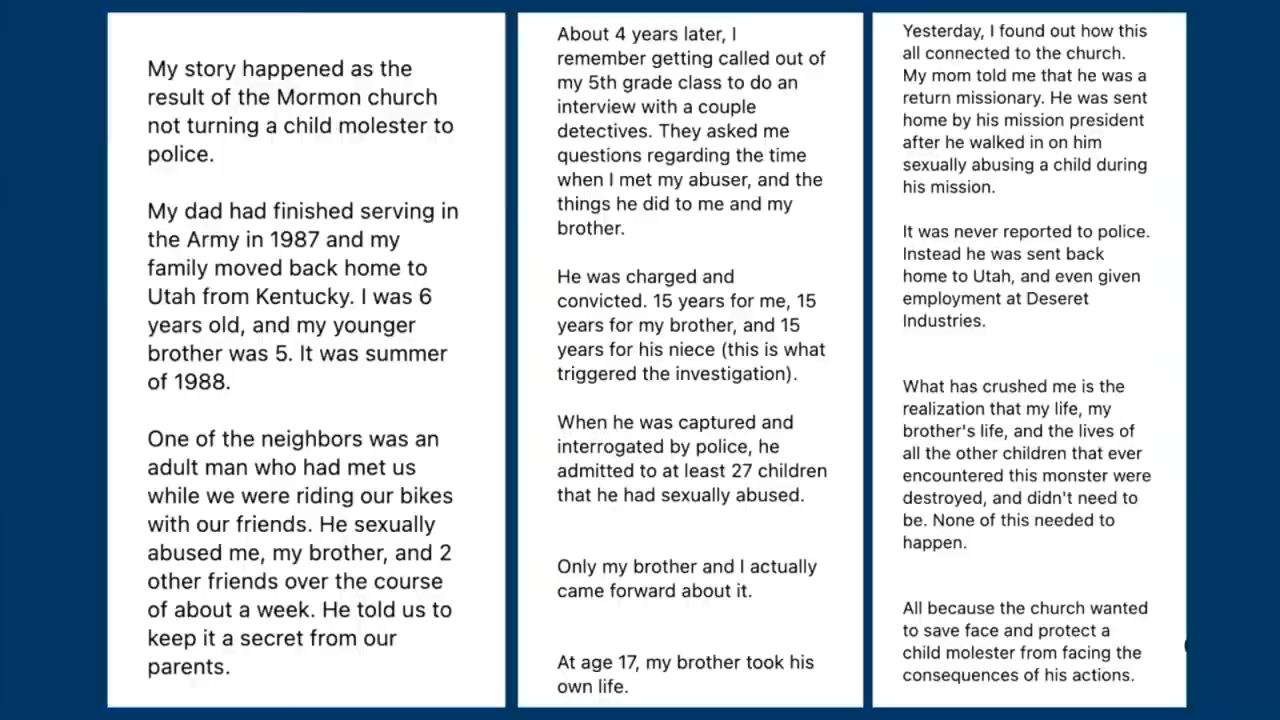 My story happened as the
result of the Mormon church
not turning a child molester to
police.
My dad had finished serving in
the Army in 1987 and my
family moved back home to
Utah from Kentucky. I was 6
years old, and my younger
brother was 5. It was summer
of 1988.
One of the neighbors was an
adult man who had met us
while we were riding our bikes
with our friends. He sexually
abused me, my brother, and 2
other friends over the course
of about a week. He told us to
keep it a secret from our
parents.
About 4 years later, I
remember getting called out of
my 5th grade class to do an
interview with a couple
detectives. They asked me
questions regarding the time
when I met my abuser, and the
things he did to me and my
brother.
He was charged and
convicted. 15 years for me, 15
years for my brother, and 15
years for his niece (this is what
triggered the investigation).
When he was captured and
interrogated by police, he
admitted to at least 27 children
that he had sexually abused.
Only my brother and I actually
came forward about it.
At age 17, my brother took his
own life.
Yesterday, I found out how this
all connected to the church.
My mom told me that he was a
return missionary. He was sent
home by his mission president
after he walked in on him
sexually abusing a child during
his mission.
It was never reported to police.
Instead he was sent back
home to Utah, and even given
employment at Deseret
Industries.
What has crushed me is the
realization that my life, my
brother's life, and the lives of
all the other children that ever
encountered this monster were
destroyed, and didn't need to
be. None of this needed to
happen.
All because the church wanted
to save face and protect a
child molester from facing the
consequences of his actions.